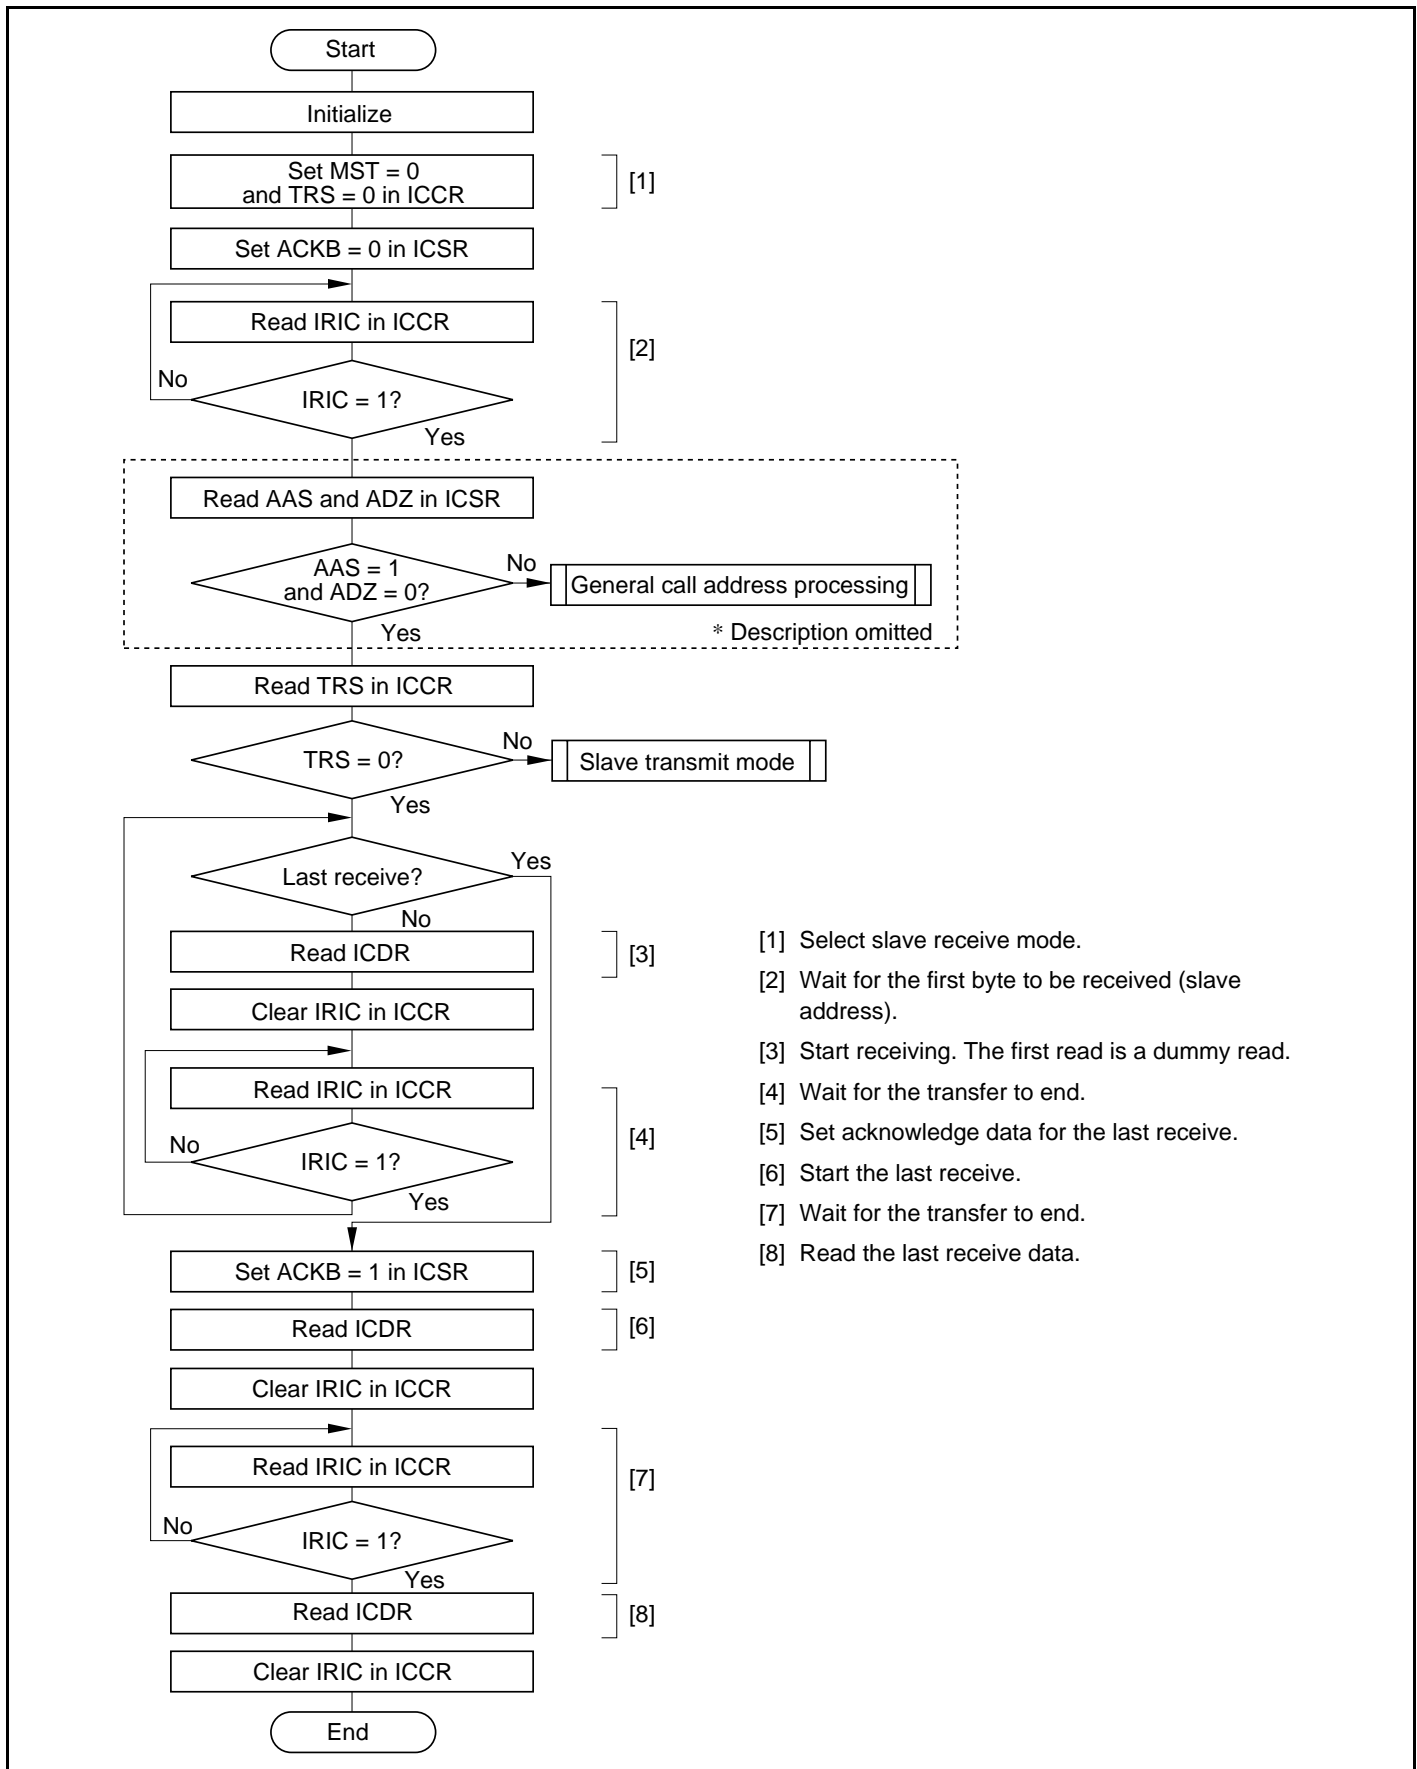 Start
Initialize
Set MST = 0
and TRS = 0 in ICCR
[1]
Set ACKB = 0 in ICSR
Read IRIC in ICCR
[2]
No
IRIC = 1?
Yes
Read AAS and ADZ in ICSR
AAS = 1
and ADZ = 0?
No
General call address processing
Yes
* Description omitted
Read TRS in ICCR
TRS = 0?
No
Slave transmit mode
Yes
Last receive?
Yes
No
Read ICDR
[3]
Clear IRIC in ICCR
Read IRIC in ICCR
[4]
No
IRIC = 1?
Yes
Set ACKB = 1 in ICSR
[5]
Read ICDR
[6]
Clear IRIC in ICCR
Read IRIC in ICCR
[7]
No
IRIC = 1?
Yes
Read ICDR
[8]
Clear IRIC in ICCR
End
[1] Select slave receive mode.
[2] Wait for the first byte to be received (slave
address).
[3] Start receiving. The first read is a dummy read.
[4] Wait for the transfer to end.
[5] Set acknowledge data for the last receive.
[6] Start the last receive.
[7] Wait for the transfer to end.
[8] Read the last receive data.